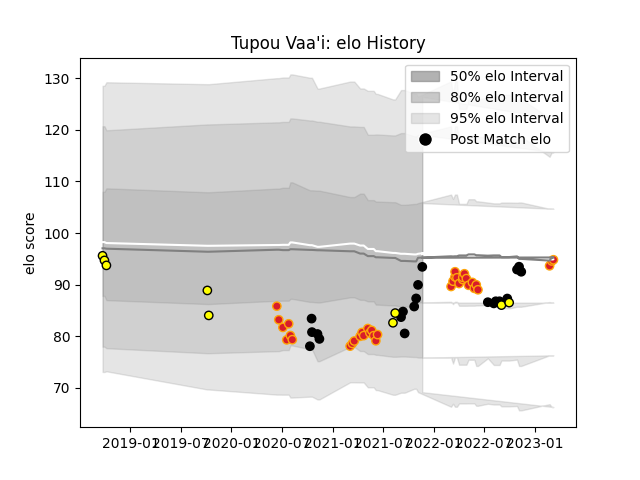 Tupou Vaa'i: elo History
50% elo Interval
80% elo Interval
95% elo Interval
Post Match elo
elo score
130
120
110
100
90
80
70
2019-01 2019-07 2020-01 2020-07 2021-01 2021-07 2022-01 2022-07 2023-01